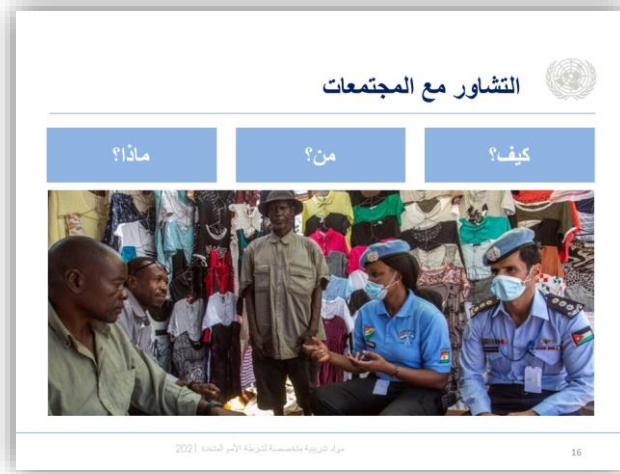 التشاور مع المجتمعات
كيف؟
من؟
ماذا؟
مواد تدريبية متخصصة لشرطة الأمم المتحدة 2021
16